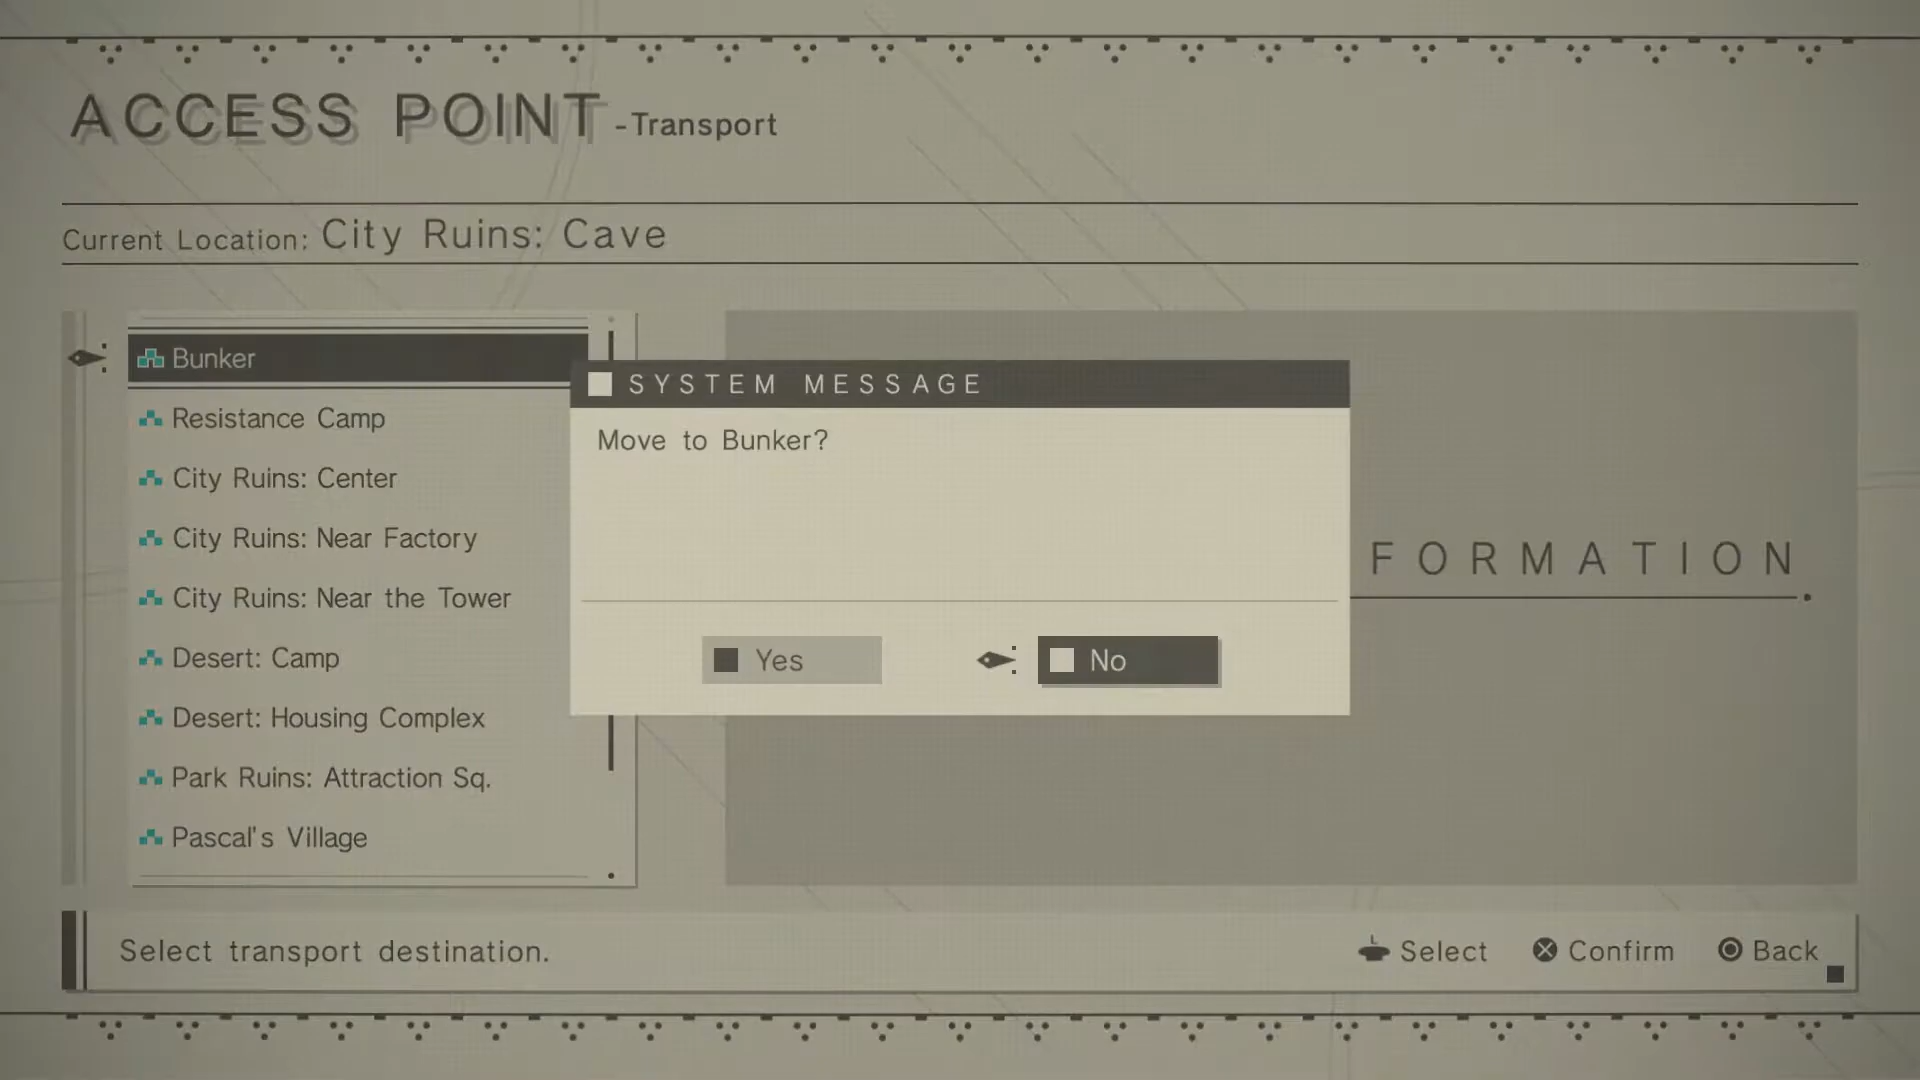 ACCESS POINT -Transport
Current Location: City Ruins: Cave
Bunker
Resistance Camp
City Ruins: Center
City Ruins: Near Factory
City Ruins: Near the Tower
Desert: Camp
Desert: Housing Complex
Park Ruins: Attraction Sq.
Pascal's Village
SYSTEM MESSAGE
Move to Bunker?
Yes
No
FORMATION
Select transport destination.
L Select
Confirm
Back